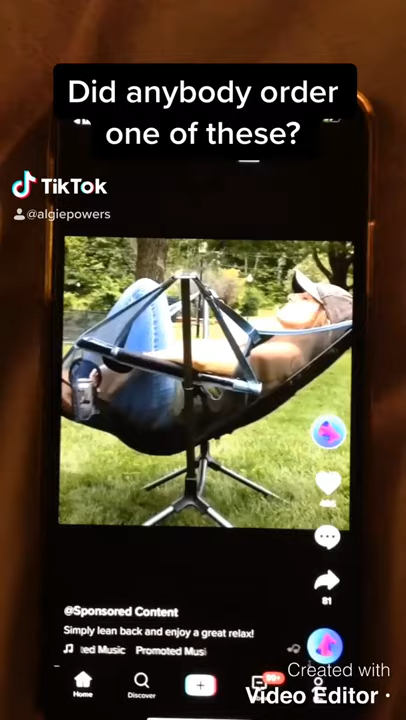 Did anybody order
one of these?
TikTok
@algiepowers
81
@Sponsored Content
Simply lean back and enjoy a great relax!
ted Music Promoted Musi
99+
Home
Discover
Created with
Video Editor